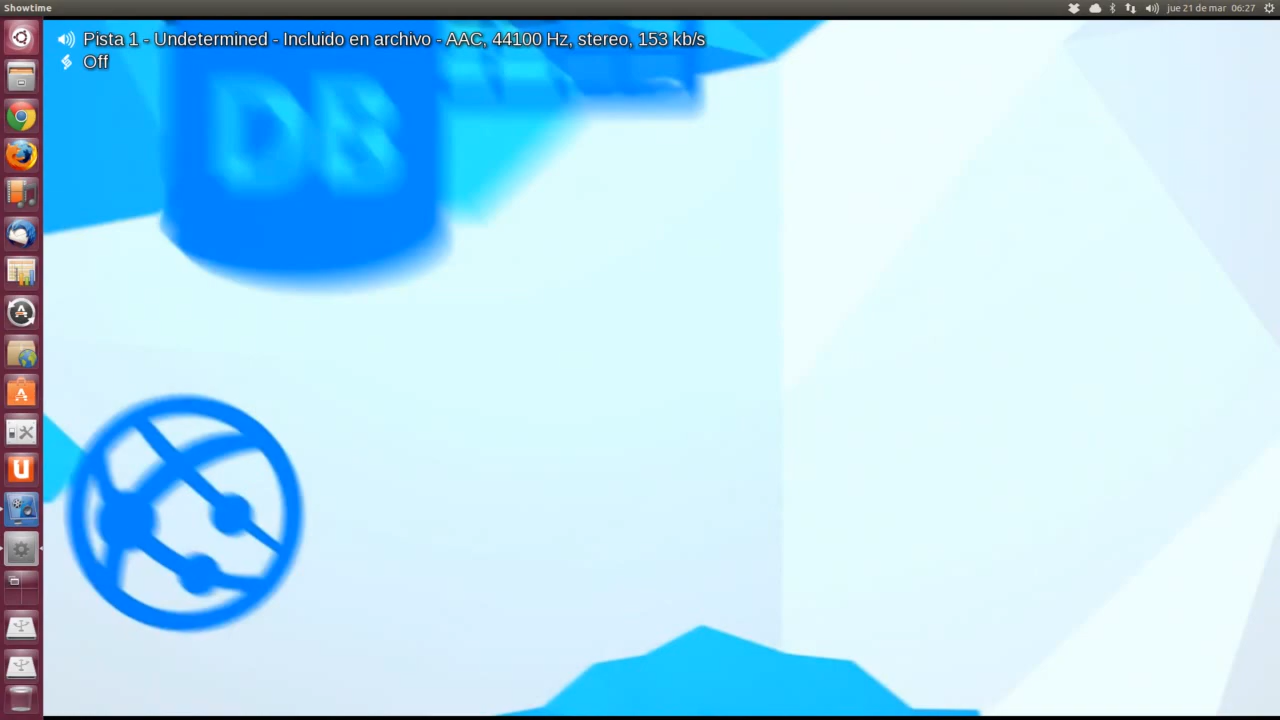 Showtime
jue 21 de mar 06:27
Pista 1 - Undetermined - Incluido en archivo - AAC, 44100 Hz, stereo, 153 kb/s
Off
DB